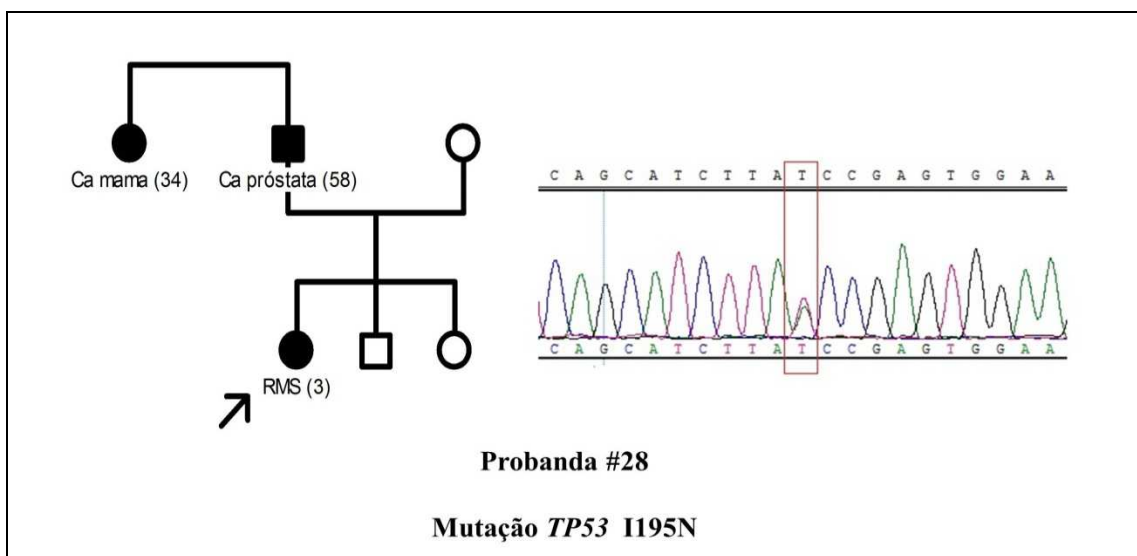 Ca mama (34) Ca próstata (58)
RMS (3)
C A G C A T C T T A T C C G A G T G G A A
C A G C A T C T T A T C C G A G T G G A A
Probanda #28
Mutação TP53 I195N